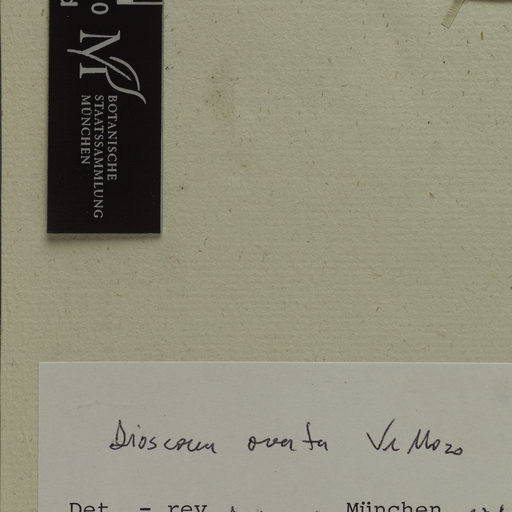 BOTANISCHE
STAATSSAMMLUNG
MÜNCHEN
Dioscorea ovata Vellozo
Det. - rev. München